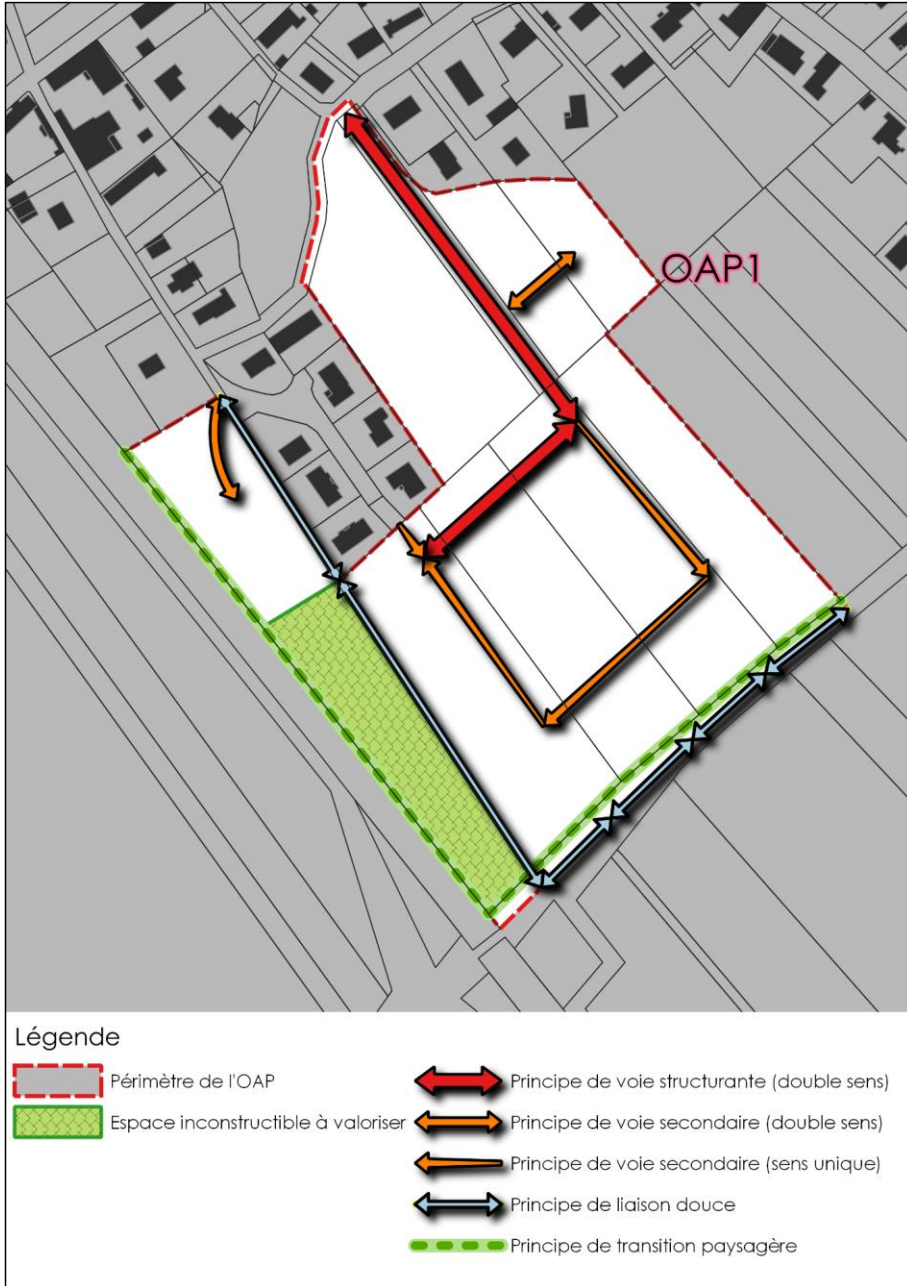 OAP1
Légende
Périmètre de l'OAP
Espace inconstructible à valoriser
Principe de voie structurante (double sens)
Principe de voie secondaire (double sens)
Principe de voie secondaire (sens unique)
Principe de liaison douce
Principe de transition paysagère